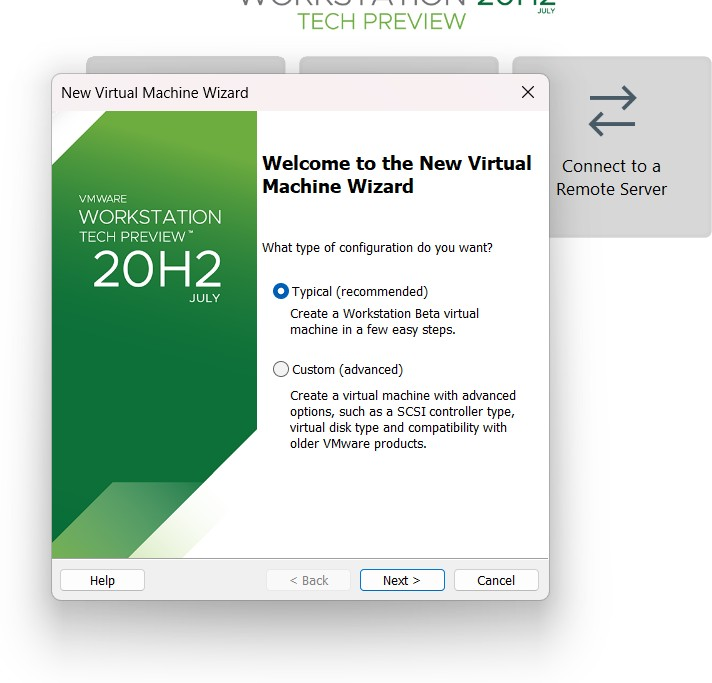 WORKSTATION 20H2
JULY
TECH PREVIEW
New Virtual Machine Wizard
VMWARE
WORKSTATION
TECH PREVIEW™
20H2
JULY
Welcome to the New Virtual
Machine Wizard
What type of configuration do you want?
Typical (recommended)
Create a Workstation Beta virtual
machine in a few easy steps.
Custom (advanced)
Create a virtual machine with advanced
options, such as a SCSI controller type,
virtual disk type and compatibility with
older VMware products.
Connect to a
Remote Server
Help
< Back
Next >
Cancel